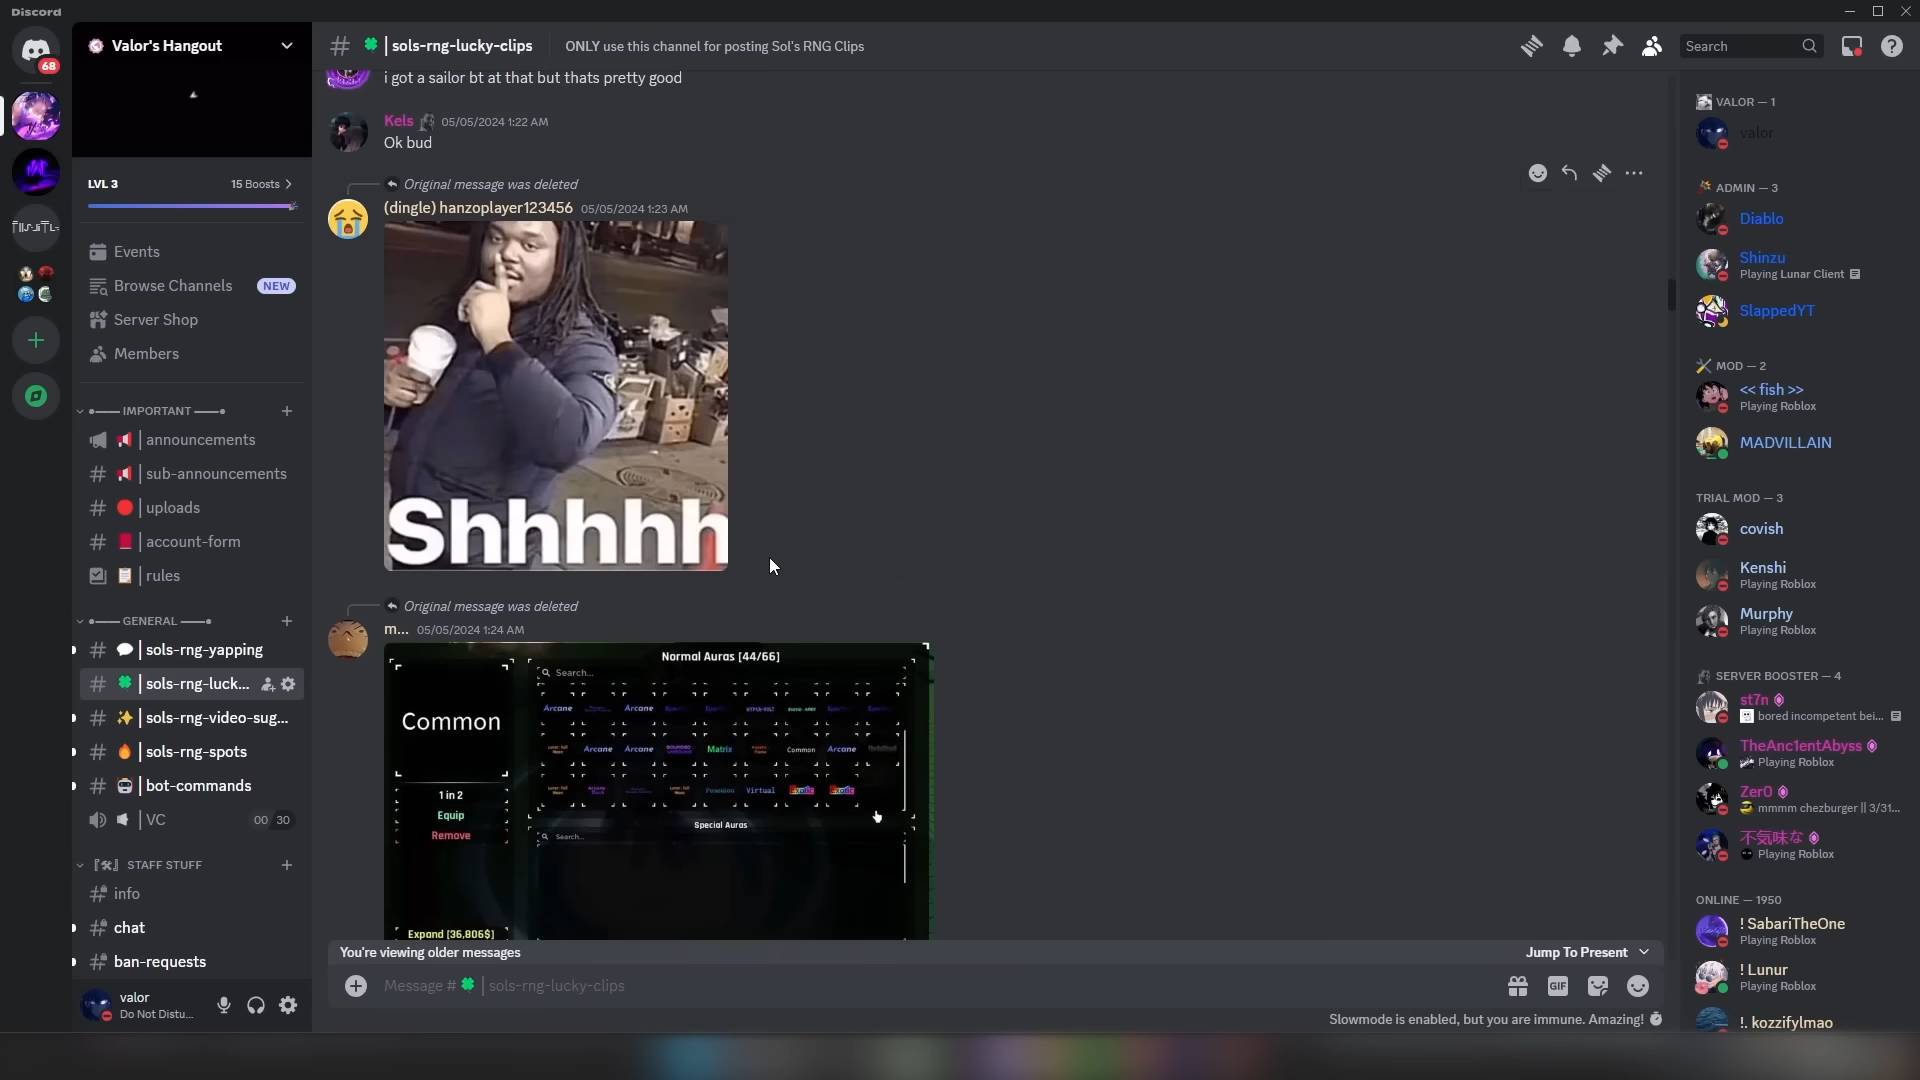 Discord
68
Valor's Hangout
LVL 3
15 Boosts
Events
Browse Channels
NEW
Server Shop
Members
IMPORTANT
announcements
sub-announcements
uploads
account-form
rules
GENERAL
sols-rng-yapping
sols-rng-luck...
sols-rng-video-sug...
sols-rng-spots
bot-commands
VC
00 30
STAFF STUFF
info
chat
ban-requests
valor
Do Not Distu...
# | sols-rng-lucky-clips
ONLY use this channel for posting Sol's RNG Clips
Search
i got a sailor bt at that but thats pretty good
Kels 05/05/2024 1:22 AM
Ok bud
Original message was deleted
(dingle) hanzoplayer123456 05/05/2024 1:23 AM
Shhhhh
Original message was deleted
m... 05/05/2024 1:24 AM
Normal Auras [44/66]
Search...
Common
Arcane Arcane
Arcane Arcane Matrix Common Arcane
Poseidon Virtual Exotic Exotic
1 in 2
Equip
Remove
Special Auras
Search...
Expand [36,806$]
You're viewing older messages
Jump To Present
Message # | sols-rng-lucky-clips
GIF
Slowmode is enabled, but you are immune. Amazing!
VALOR — 1
valor
ADMIN — 3
Diablo
Shinzu
Playing Lunar Client
SlappedYT
MOD — 2
<< fish >>
Playing Roblox
MADVILLAIN
TRIAL MOD — 3
covish
Kenshi
Playing Roblox
Murphy
Playing Roblox
SERVER BOOSTER — 4
st7n
bored incompetent bei...
TheAnc1entAbyss
Playing Roblox
Zer0
mmmm chezburger || 3/31...
不気味な
Playing Roblox
ONLINE — 1950
! SabariTheOne
Playing Roblox
! Lunur
Playing Roblox
!. kozzifylmao